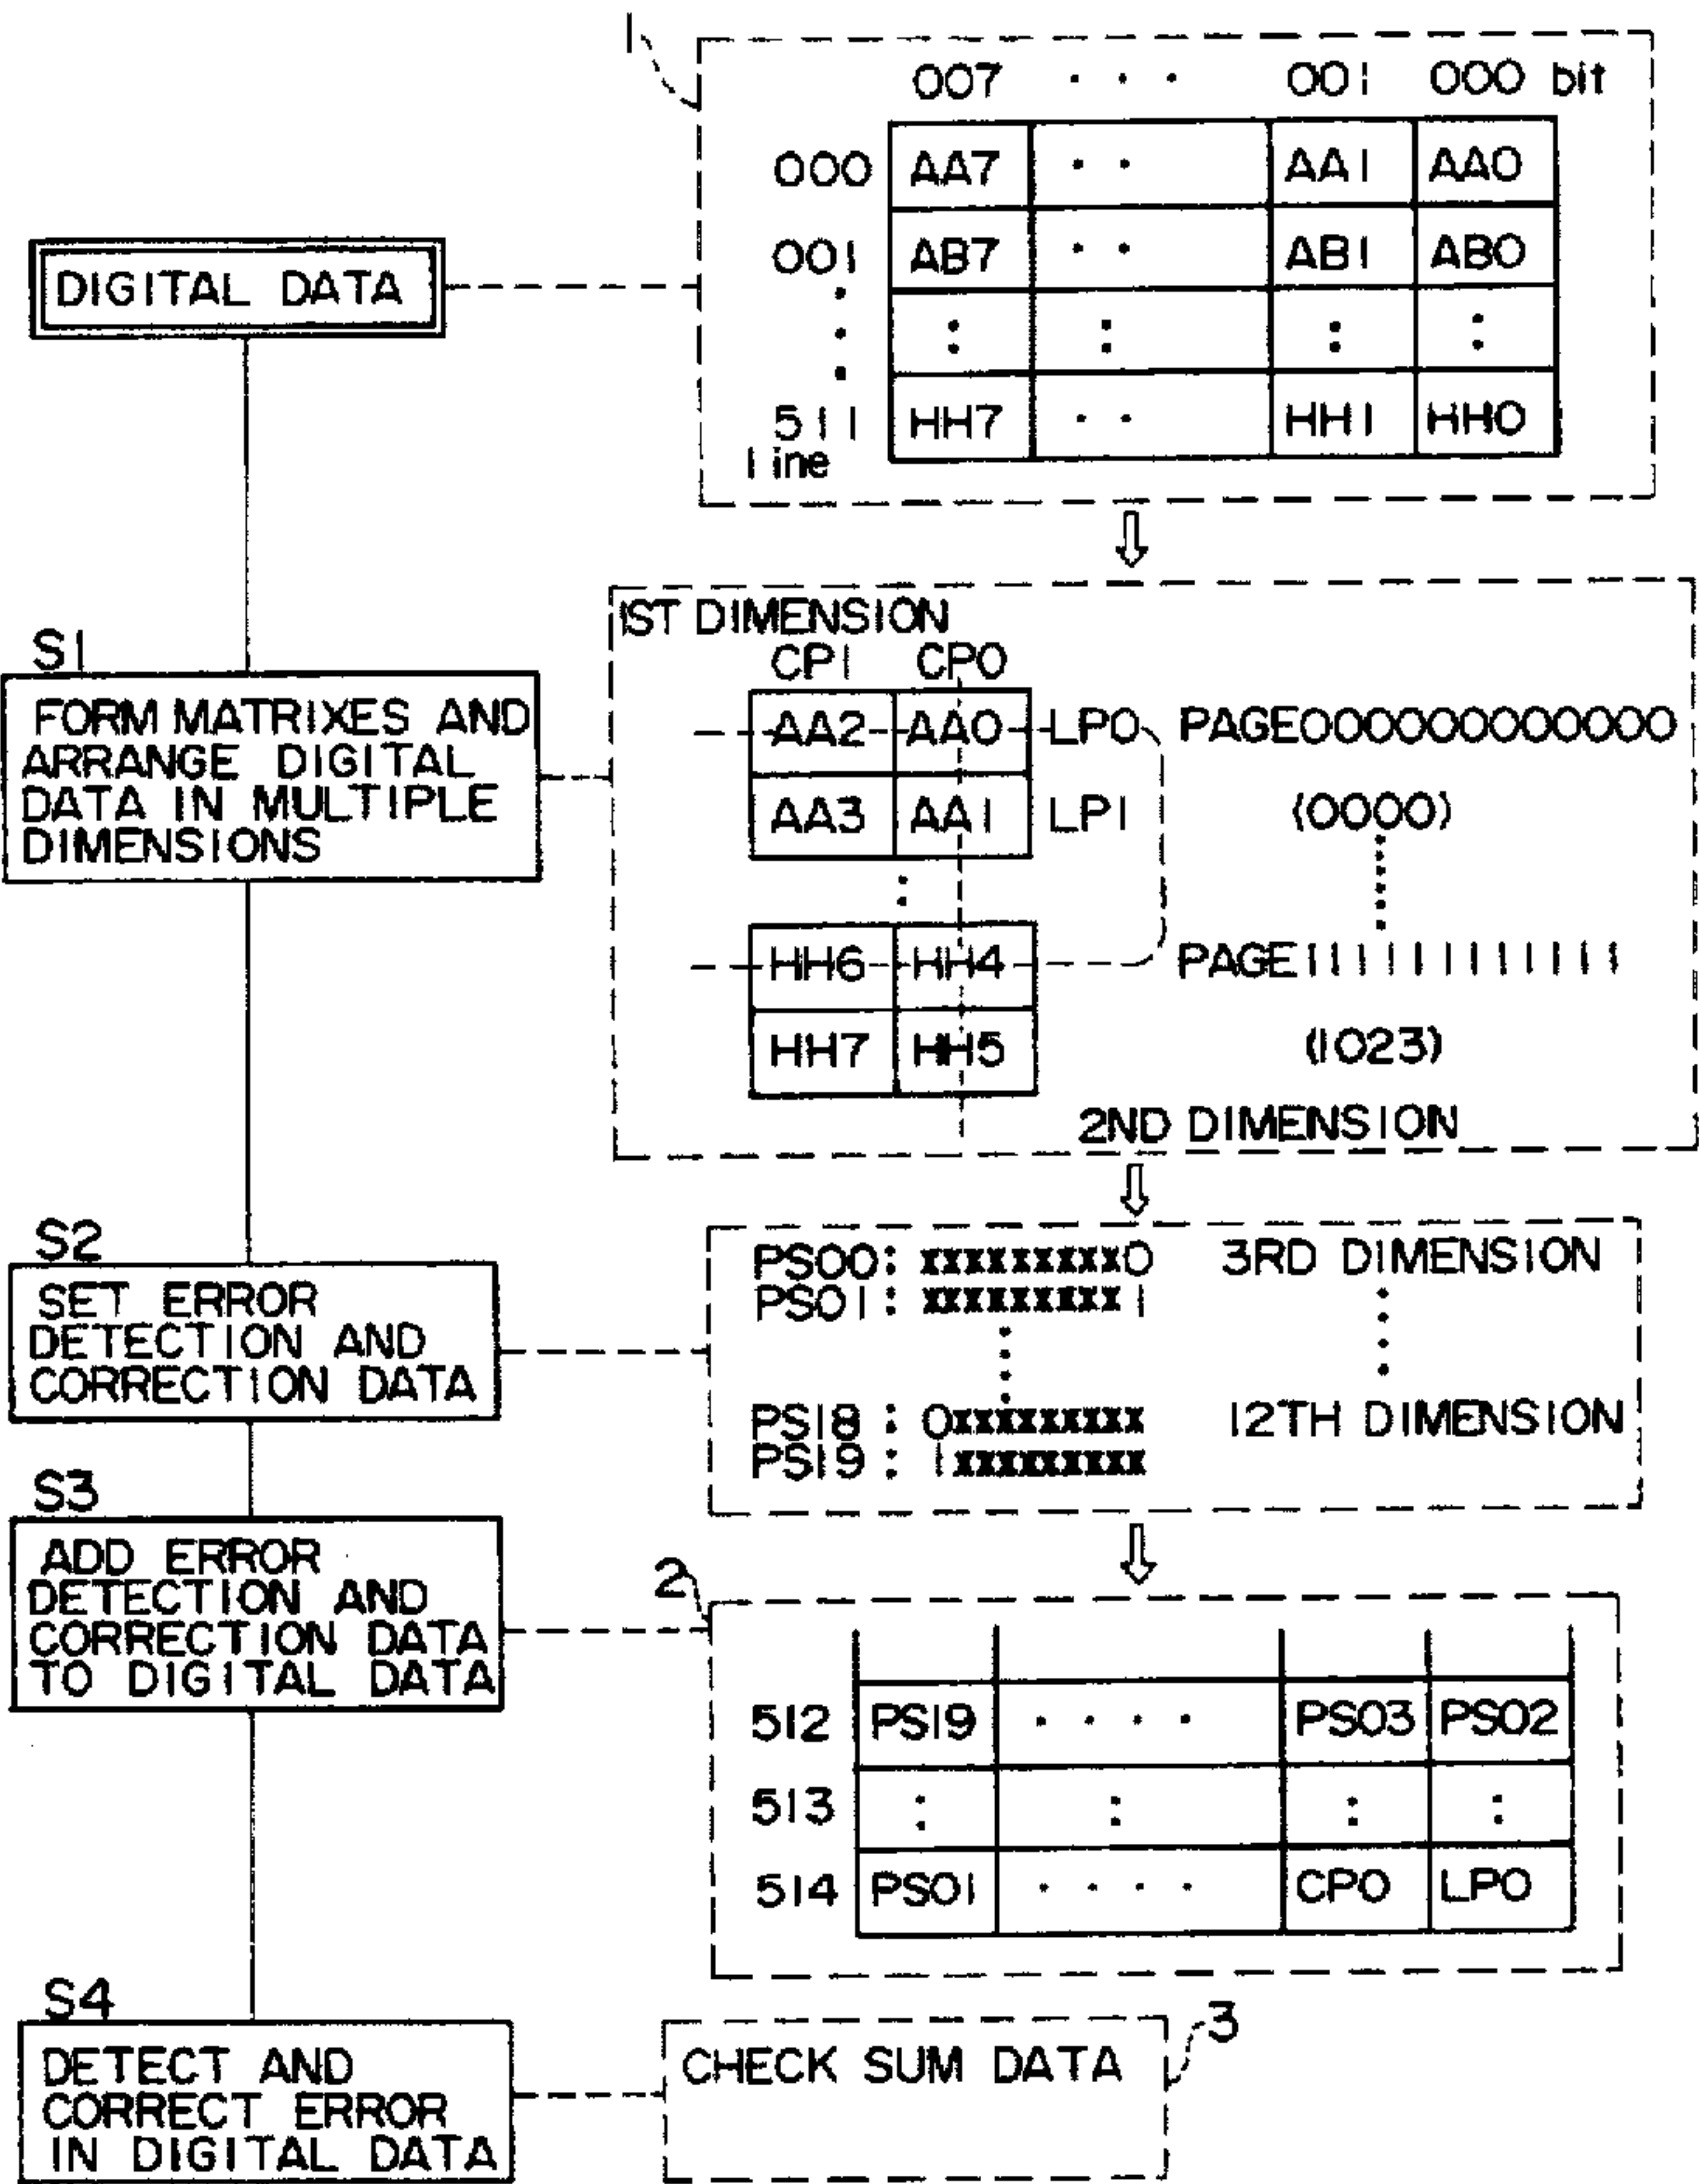 1
007 · · · 001 000 bit
000 AA7 · · AA1 AA0
001 AB7 · · AB1 AB0
DIGITAL DATA
511 HH7 · · HH1 HH0
line
1ST DIMENSION
S1
CP1 CP0
FORM MATRIXES AND
ARRANGE DIGITAL
DATA IN MULTIPLE
DIMENSIONS
AA2 AA0 LP0 PAGE0000000000000
AA3 AA1 LP1 (0000)
HH6 HH4 PAGE111111111111
HH7 HH5 (1023)
2ND DIMENSION
S2
SET ERROR
DETECTION AND
CORRECTION DATA
PS00: xxxxxxxxx0 3RD DIMENSION
PS01: xxxxxxxxx1
PS18: 0xxxxxxxxx 12TH DIMENSION
PS19: 1xxxxxxxxx
S3
ADD ERROR
DETECTION AND
CORRECTION DATA
TO DIGITAL DATA
2
512 PS19 · · · · PS03 PS02
513
514 PS01 · · · · CP0 LP0
S4
DETECT AND
CORRECT ERROR
IN DIGITAL DATA
CHECK SUM DATA
3